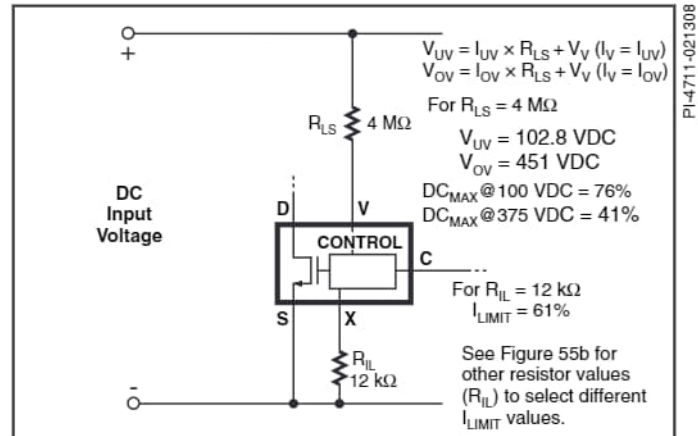 +
V_UV = I_UV × R_LS + V_V (I_V = I_UV)
V_OV = I_OV × R_LS + V_V (I_V = I_OV)
For R_LS = 4 MΩ
V_UV = 102.8 VDC
V_OV = 451 VDC
DC_MAX@100 VDC = 76%
DC_MAX@375 VDC = 41%
R_LS
4 MΩ
DC
Input
Voltage
D
V
CONTROL
C
S
X
For R_IL = 12 kΩ
I_LIMIT = 61%
R_IL
12 kΩ
See Figure 55b for
other resistor values
(R_IL) to select different
I_LIMIT values.
-
PI-4711-021308